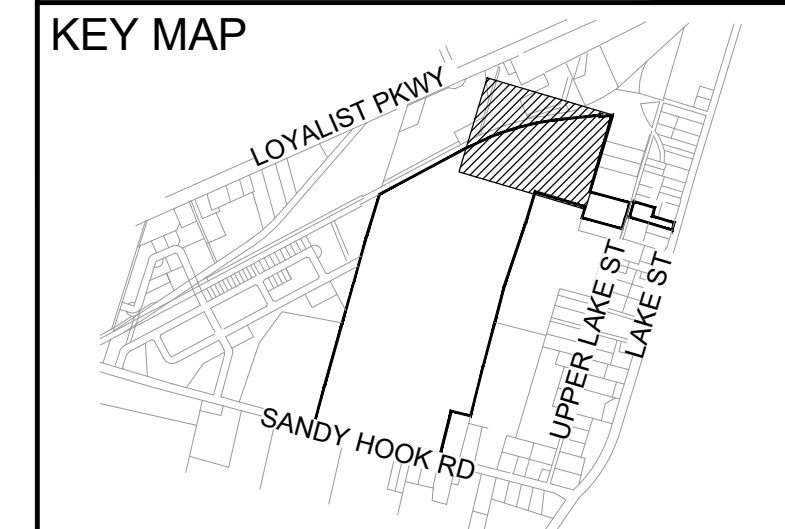 KEY MAP
LOYALIST PKWY
UPPER LAKE ST
LAKE ST
SANDY HOOK RD